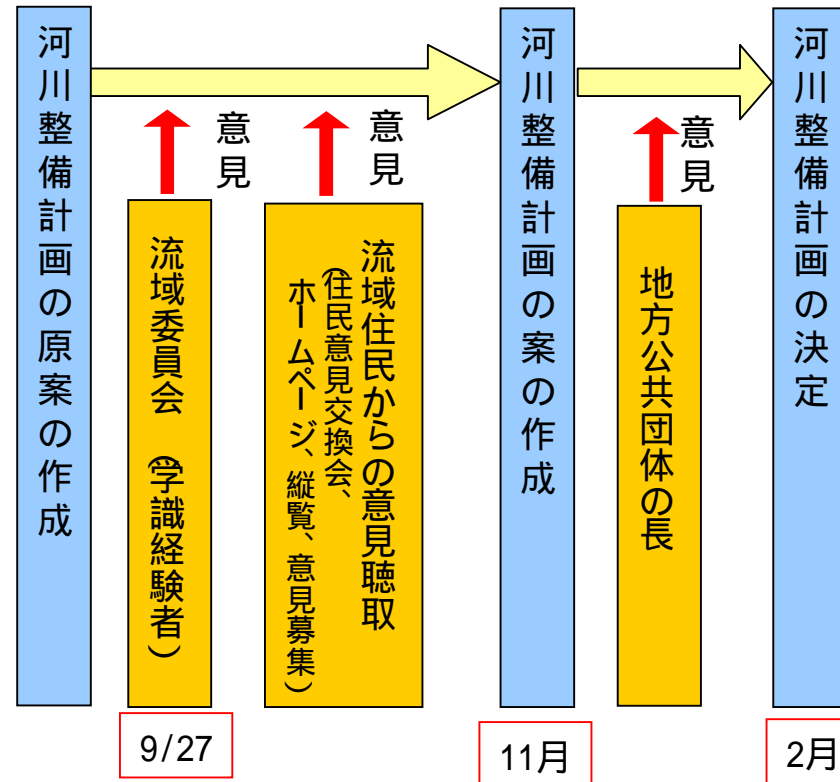 河川整備計画の原案の作成
意見
流域委員会 （学識経験者）
意見
流域住民からの意見聴取
（住民意見交換会、
ホームページ、縦覧、意見募集）
河川整備計画の案の作成
意見
地方公共団体の長
河川整備計画の決定
9/27
11月
2月